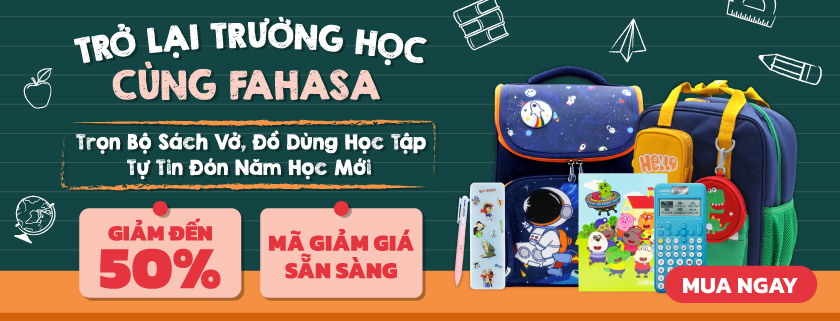 TRỞ LẠI TRƯỜNG HỌC
CÙNG FAHASA
Trọn Bộ Sách Vở, Đồ Dùng Học Tập
Tự Tin Đón Năm Học Mới
GIẢM ĐẾN
50%
MÃ GIẢM GIÁ
SẴN SÀNG
HELLO
MUA NGAY